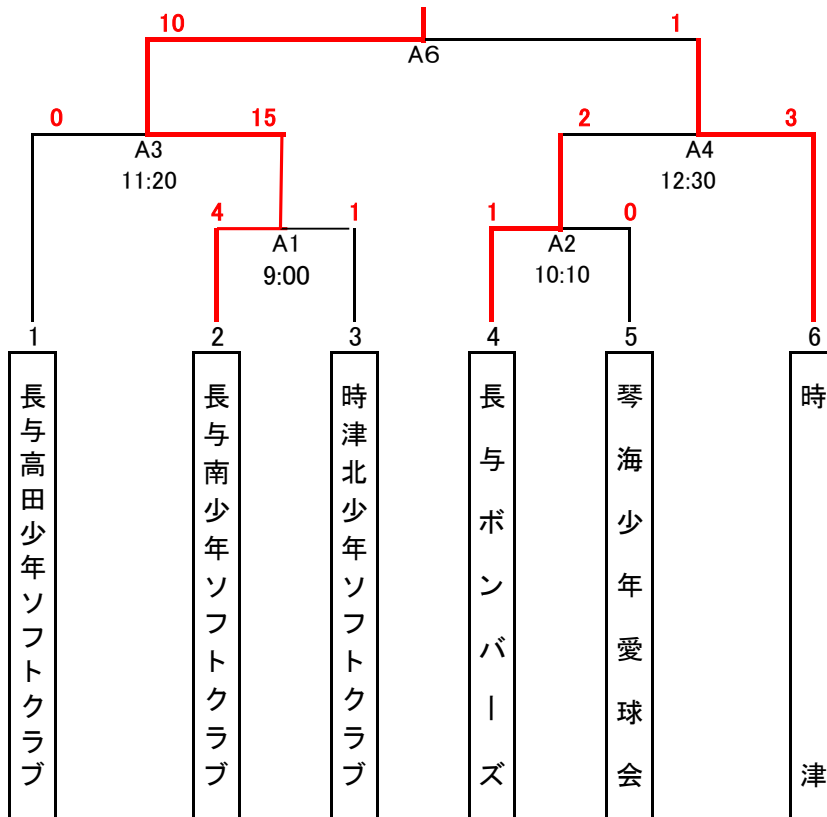 10
1
A6
0
15
2
3
A3
A4
11:20
12:30
4
1
1
0
A1
A2
9:00
10:10
1
2
3
4
5
6
長与高田少年ソフトクラブ
長与南少年ソフトクラブ
時津北少年ソフトクラブ
長与ボンバーズ
琴海少年愛球会
時津